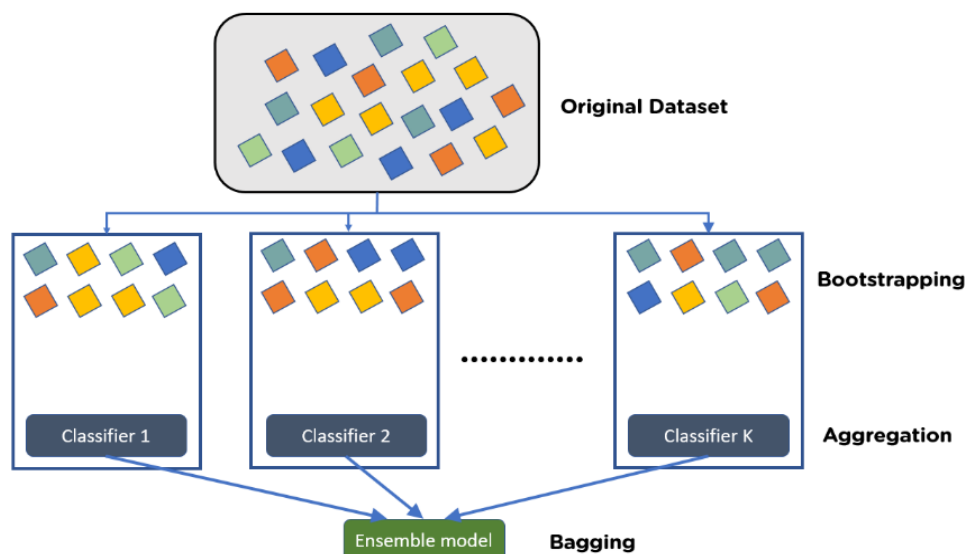 Original Dataset
Bootstrapping
Classifier 1
Classifier 2
Classifier K
Aggregation
Ensemble model
Bagging